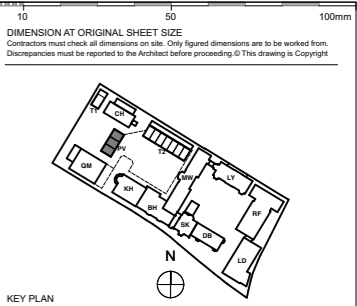 10 50 100mm
DIMENSION AT ORIGINAL SHEET SIZE
Contractors must check all dimensions on site. Only figured dimensions are to be worked from.
Discrepancies must be reported to the Architect before proceeding.© This drawing is Copyright
T1
CH
PV
T2
QM
MW
LY
KH
BH
RF
SK
DB
LD
N
KEY PLAN